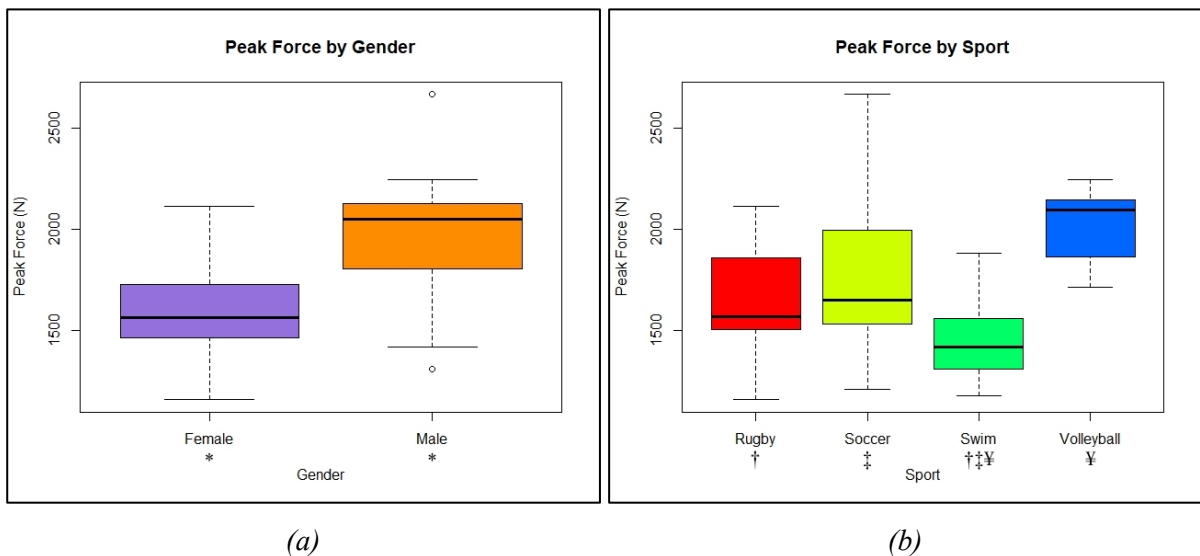 Peak Force by Gender
Peak Force (N)
2500
2000
1500
Female Male
* *
Gender
(a)
Peak Force by Sport
Peak Force (N)
2500
2000
1500
Rugby Soccer Swim Volleyball
† ‡ †‡¥ ¥
Sport
(b)